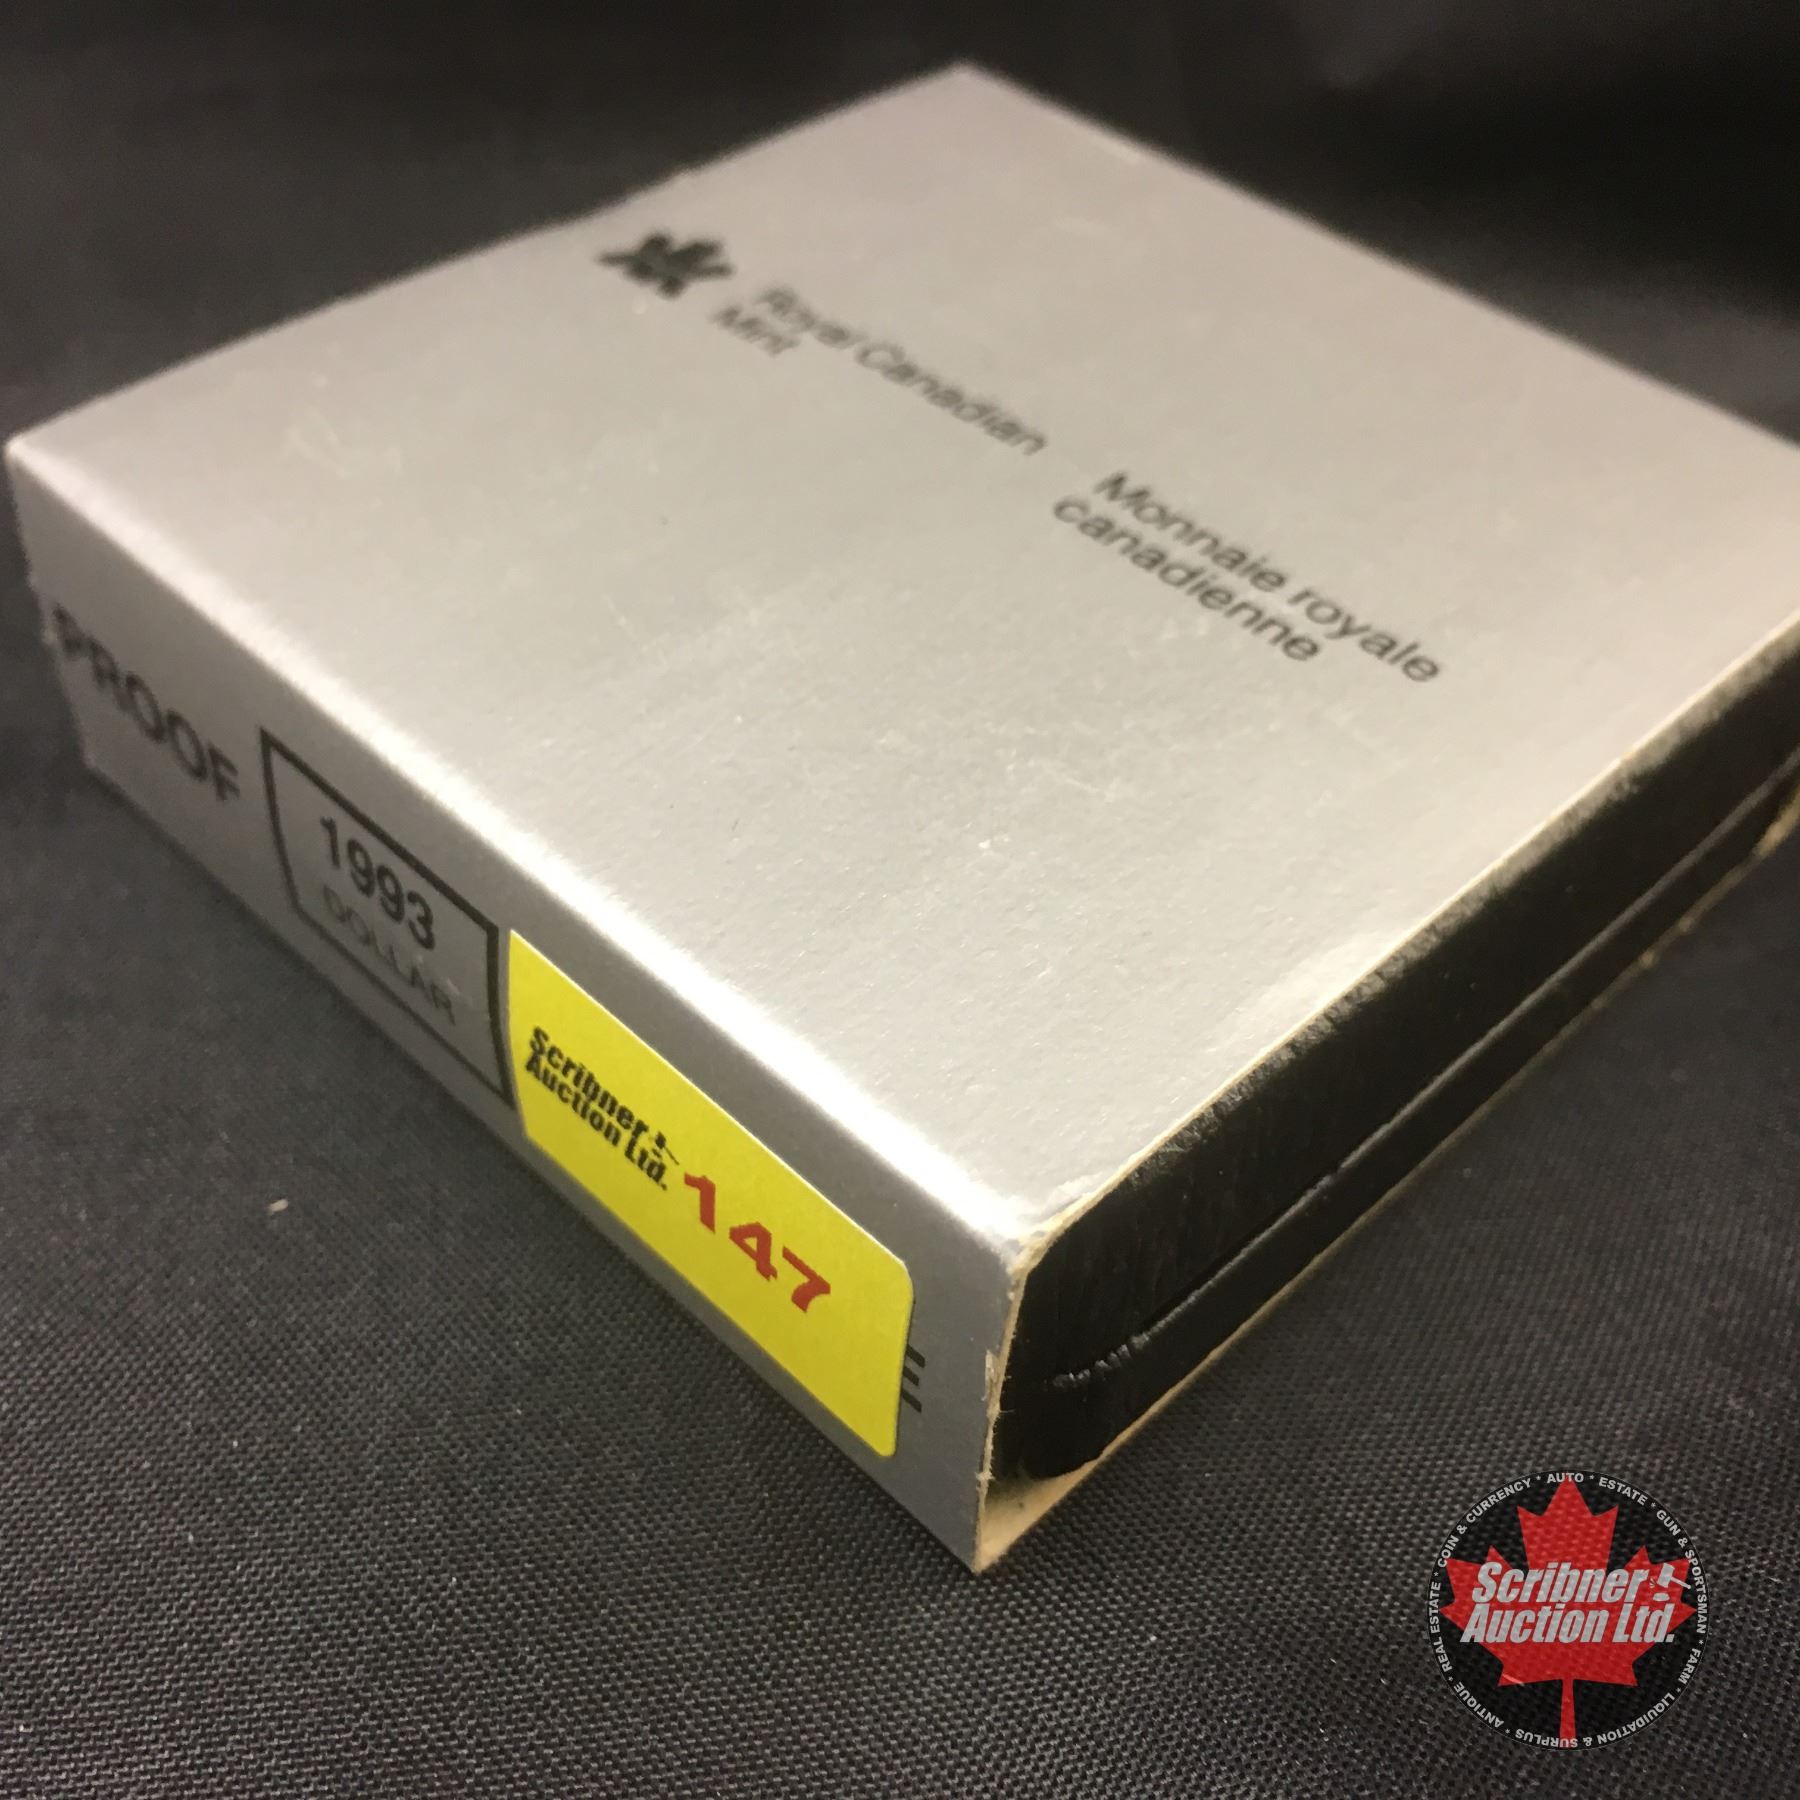 Royal Canadian
Mint
Monnaie royale
canadienne
PROOF
1993
DOLLAR
Scribner
Auction Ltd.
147
E
COIN & CURRENCY * AUTO * ESTATE * GUN & SPORTSMAN * FARM * LIQUIDATION & SURPLUS * ANTIQUE * REAL ESTATE *
Scribner
Auction Ltd.